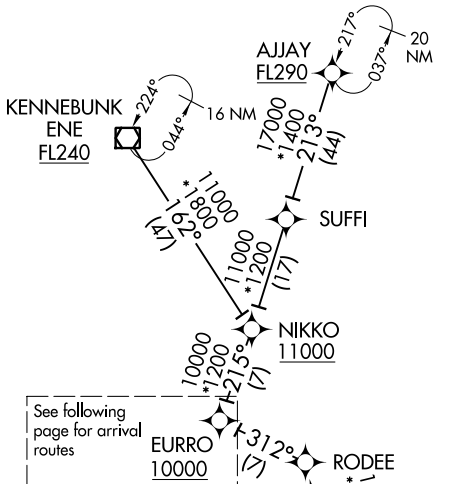 AJJAY
FL290
217°
037°
20
NM
KENNEBUNK
ENE
FL240
224°
044°
16 NM
17000
*1400
213°
(44)
11000
*1800
162°
(47)
SUFFI
11000
*1200
(17)
NIKKO
11000
10000
*1200
215°
(7)
See following
page for arrival
routes
EURRO
10000
312°
(7)
RODEE